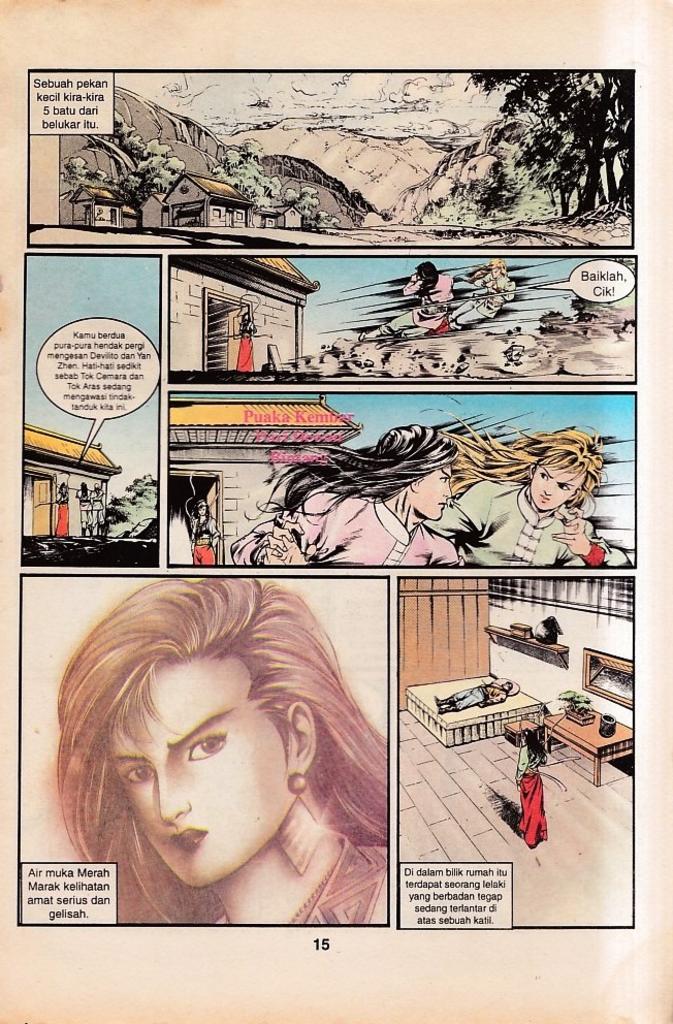 Sebuah pekan
kecil kira-kira
5 batu dari
belukar itu.
Kamu berdua
pura-pura hendak pergi
mengesan Devilito dan Yan
Zhen. Hati-hati sedikit
sebab Tok Cemara dan
Tok Aras sedang
mengawasi tindak-
tanduk kita ini.
Baiklah,
Cik!
Puaka Kembar
Bintang
Air muka Merah
Marak kelihatan
amat serius dan
gelisah.
Di dalam bilik rumah itu
terdapat seorang lelaki
yang berbadan tegap
sedang terlantar di
atas sebuah katil.
15